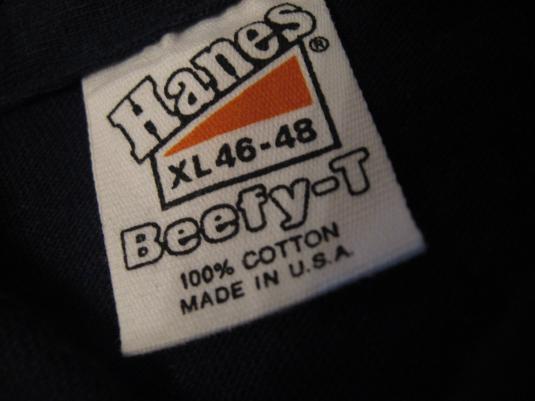 Hanes®
XL 46-48
Beefy-T
100% COTTON
MADE IN U.S.A.